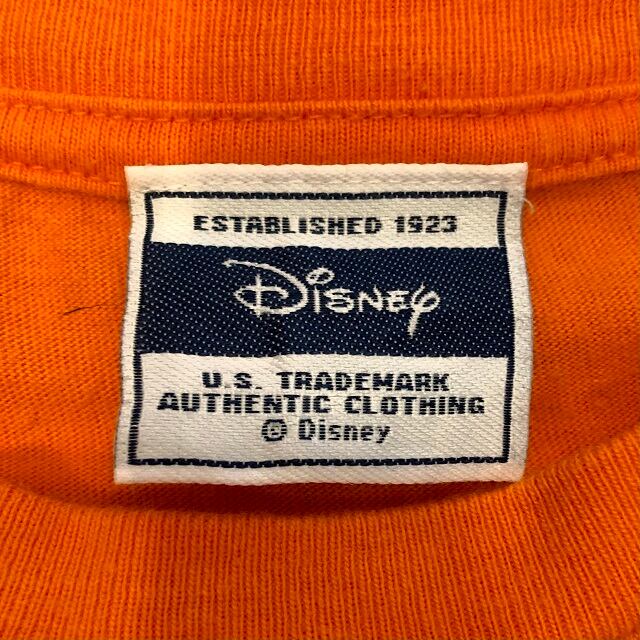 ESTABLISHED 1923
Disney
U.S. TRADEMARK
AUTHENTIC CLOTHING
© Disney